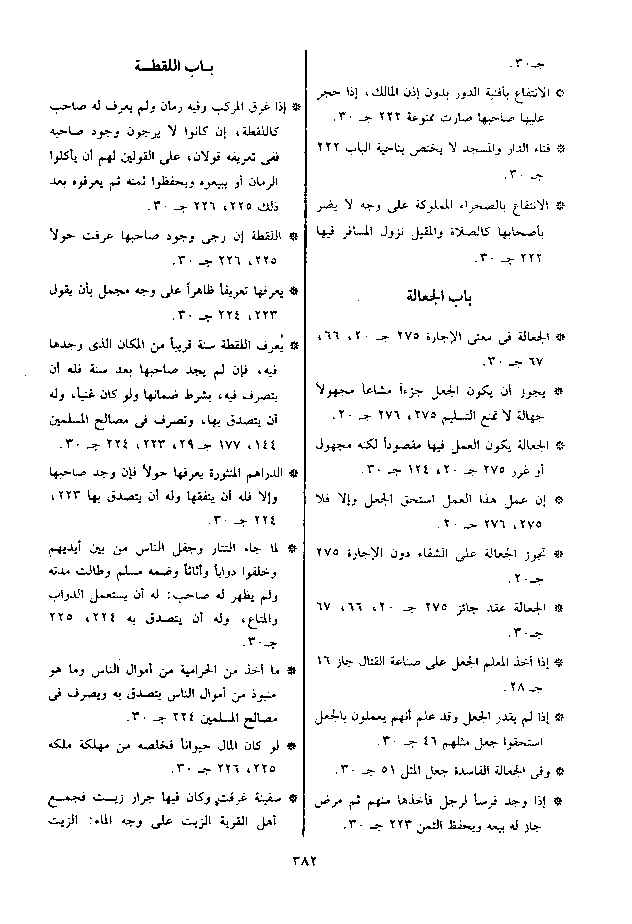 جـ٣٠.
* الانتفاع بأفنية الدور بدون إذن المالك، إذا حجر
عليها صاحبها صارت ممنوعة ٢٢٢ جـ ٣٠.
* فناء الدار والمسجد لا يختص بناحية الباب ٢٢٢
جـ ٣٠.
* الانتفاع بالصحراء المملوكة على وجه لا يضر
بأصحابها كالصلاة والمقيل نزول المسافر فيها
٢٢٢ جـ ٣٠.
باب الجعالة
* الجعالة فى معنى الإجارة ٢٧٥ جـ ٢٠، ٦٦،
٦٧ جـ ٣٠.
* يجوز أن يكون الجعل جزءاً مشاعاً مجهولاً
جهالة لا تمنع التسليم ٢٧٥، ٢٧٦ جـ ٢٠.
* الجعالة يكون العمل فيها مقصوداً لكنه مجهول
أو غرر ٢٧٥ جـ ٢٠، ١٢٤ جـ ٣٠.
* إن عمل هذا العمل استحق الجعل وإلا فلا
٢٧٥، ٢٧٦ جـ ٢٠.
* تجوز الجعالة على الشفاء دون الإجارة ٢٧٥
جـ٢٠.
* الجعالة عقد جائز ٢٧٥ جـ ٢٠، ٦٦، ٦٧
جـ٣٠.
* إذا أخذ المعلم الجعل على صناعة القتال جاز ١٦
جـ ٢٨.
* إذا لم يقدر الجعل وقد علم أنهم يعملون بالجعل
استحقوا جعل مثلهم ٤٦ جـ ٣٠.
* وفى الجعالة الفاسدة جعل المثل ٥١ جـ ٣٠.
* إذا وجد فرساً لرجل فأخذها منهم ثم مرض
جاز له بيعه ويحفظ الثمن ٢٢٣ جـ ٣٠.
باب اللقطة
* إذا غرق المركب وفيه رمان ولم يعرف له صاحب
كاللقطة، إن كانوا لا يرجون وجود صاحبه
ففى تعريفه قولان، على القولين لهم أن يأكلوا
الرمان أو يبيعوه ويحفظوا ثمنه ثم يعرفوه بعد
ذلك ٢٢٥، ٢٢٦ جـ ٣٠.
* اللقطة إن رجى وجود صاحبها عرفت حولاً
٢٢٥، ٢٢٦ جـ ٣٠.
* يعرفها تعريفاً ظاهراً على وجه مجمل بأن يقول
٢٢٣، ٢٢٤ جـ ٣٠.
* يُعرف اللقطة سنة قريباً من المكان الذى وجدها
فيه، فإن لم يجد صاحبها بعد سنة فله أن
يتصرف فيه، بشرط ضمانها ولو كان غنياً، وله
أن يتصدق بها، وتصرف فى مصالح المسلمين
١٤٤، ١٧٧ جـ ٢٩، ٢٢٣، ٢٢٤ جـ ٣٠.
* الدراهم المنثورة يعرفها حولاً فإن وجد صاحبها
وإلا فله أن ينفقها وله أن يتصدق بها ٢٢٣،
٢٢٤ جـ ٣٠.
* لما جاء التتار وجفل الناس من بين أيديهم
وخلفوا دواباً وأثاثاً وضمه مسلم وطالت مدته
ولم يظهر له صاحب: له أن يستعمل الدواب
والمتاع، وله أن يتصدق به ٢٢٤، ٢٢٥
جـ٣٠.
* ما أخذ من الحرامية من أموال الناس وما هو
منبوذ من أموال الناس يتصدق به ويصرف فى
مصالح المسلمين ٢٢٤ جـ ٣٠.
* لو كان المال حيواناً فخلصه من مهلكة ملكه
٢٢٥، ٢٢٦ جـ ٣٠.
* سفينة غرقت وكان فيها جرار زيت فجمع
أهل القرية الزيت على وجه الماء: الزيت
٣٨٢